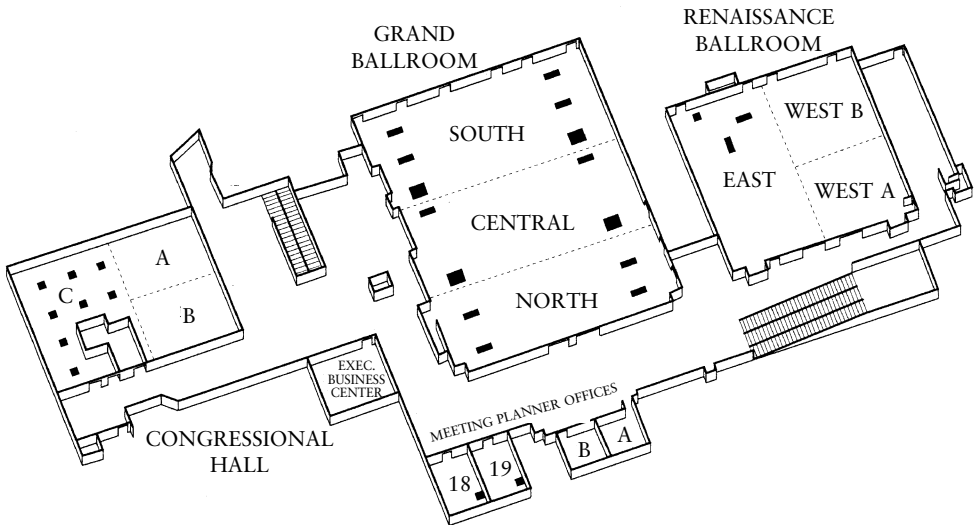 GRAND
BALLROOM
RENAISSANCE
BALLROOM
SOUTH
CENTRAL
NORTH
EAST
WEST B
WEST A
A
B
C
EXEC.
BUSINESS
CENTER
CONGRESSIONAL
HALL
MEETING PLANNER OFFICES
18
19
B
A